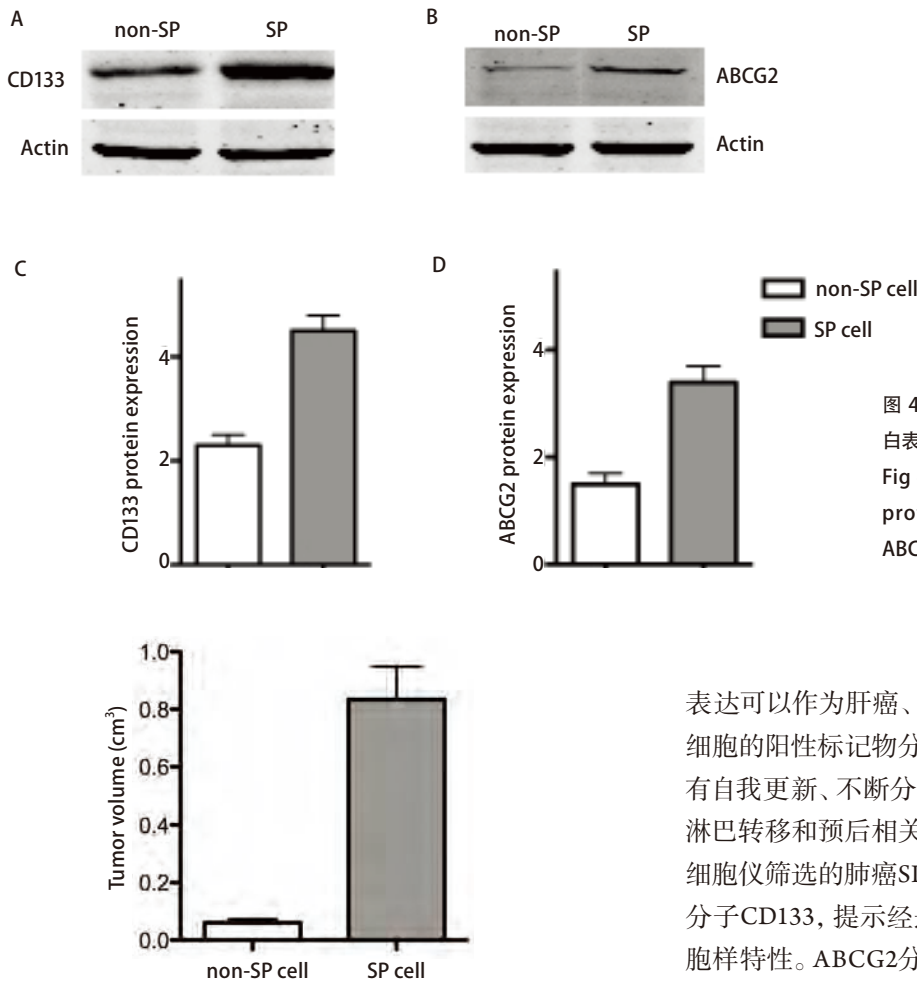 A
non-SP SP
CD133
Actin
B
non-SP SP
ABCG2
Actin
C
CD133 protein expression
4
2
0
D
ABCG2 protein expression
4
2
0
non-SP cell
SP cell
图 4
白表
Fig
pro
ABC
Tumor volume (cm³)
1.0
0.8
0.6
0.4
0.2
0.0
non-SP cell SP cell
表达可以作为肝癌、
细胞的阳性标记物分
有自我更新、不断分
淋巴转移和预后相关
细胞仪筛选的肺癌SI
分子CD133, 提示经
胞样特性。ABCG2分